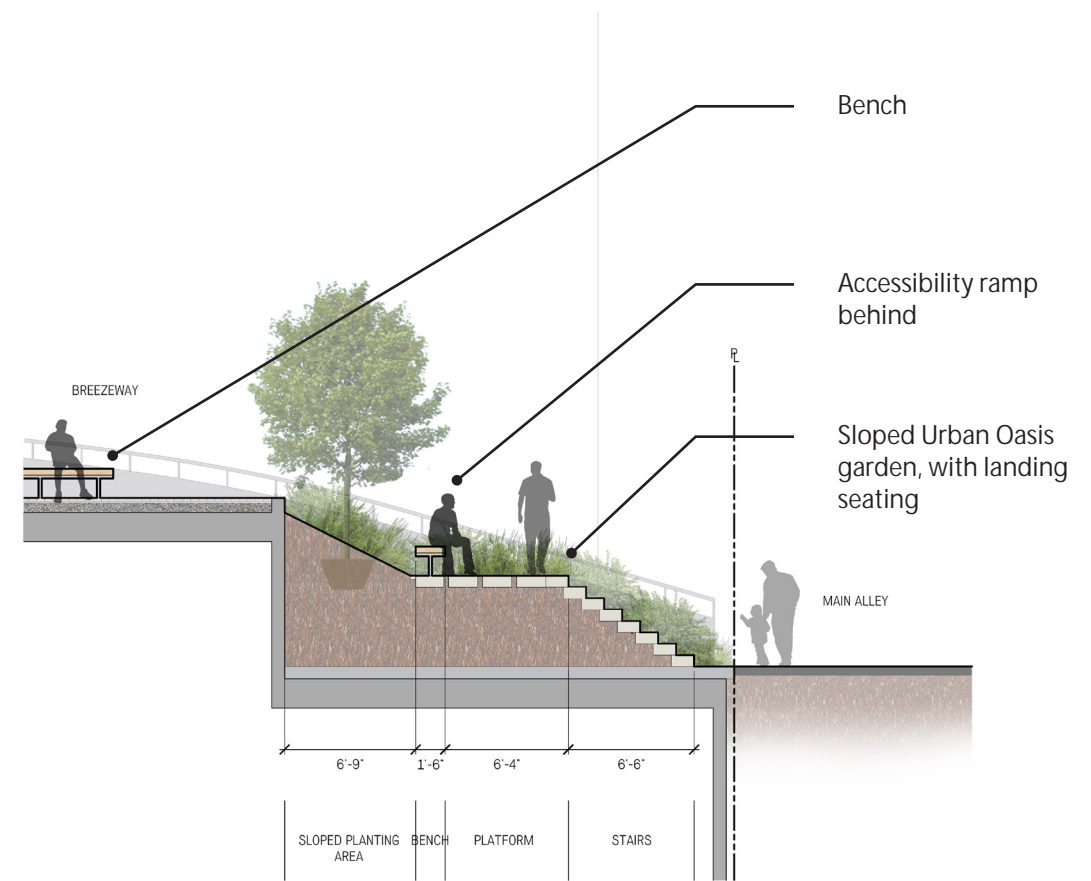 Bench
Accessibility ramp
behind
PL
BREEZEWAY
Sloped Urban Oasis
garden, with landing
seating
MAIN ALLEY
6'-9"
1'-6"
6'-4"
6'-6"
SLOPED PLANTING
AREA
BENCH
PLATFORM
STAIRS